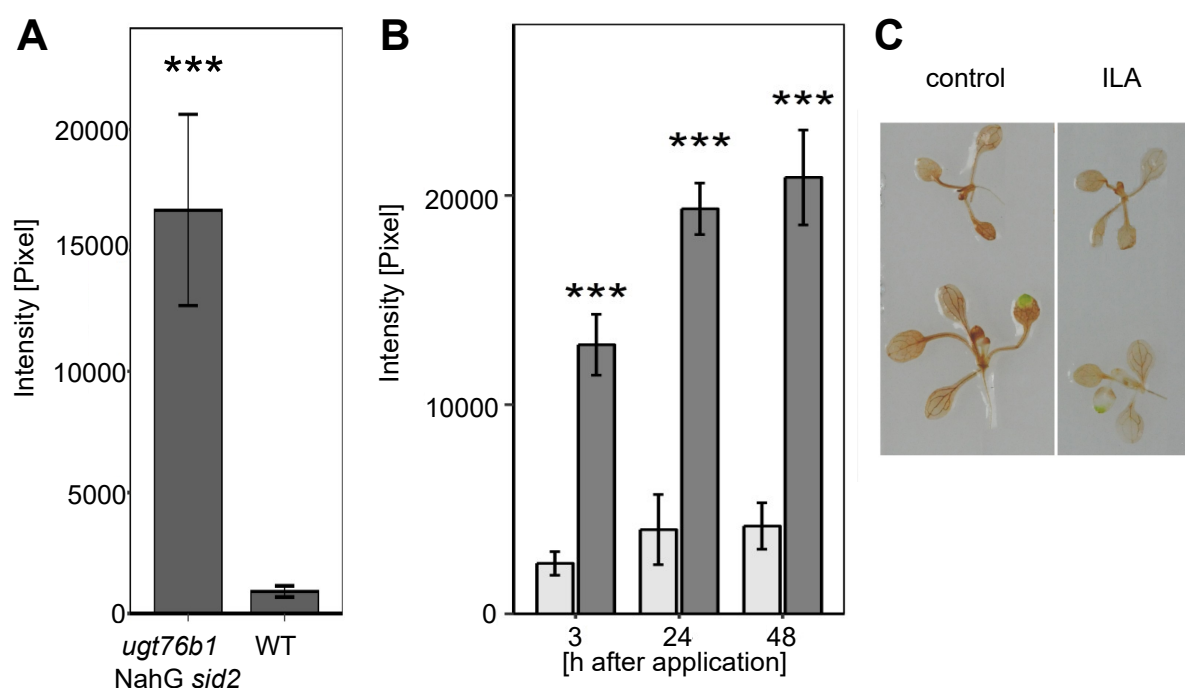 A
***
20000
15000
10000
5000
0
Intensity [Pixel]
ugt76b1
NahG sid2
WT
B
***
***
***
20000
10000
0
Intensity [Pixel]
3
24
48
[h after application]
C
control
ILA